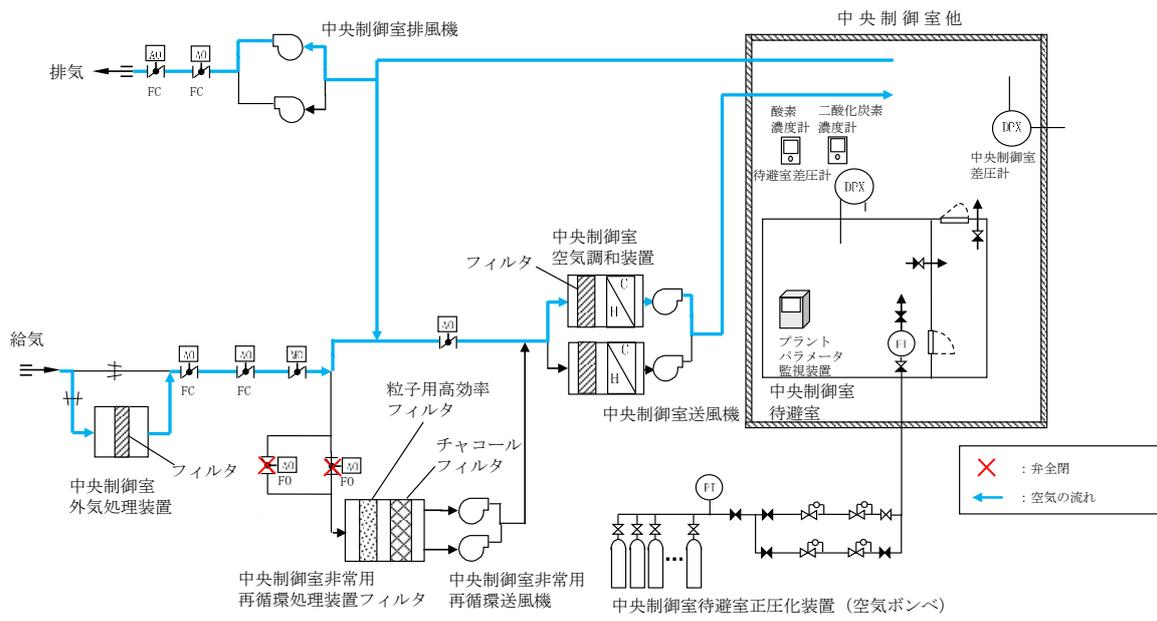 中央制御室他
中央制御室排風機
排気
AO
AO
FC
FC
酸素
濃度計
二酸化炭素
濃度計
DPX
中央制御室
差圧計
待避室差圧計
DPX
中央制御室
空気調和装置
フィルタ
C
H
C
H
中央制御室送風機
給気
AO
AO
MO
FC
FC
AO
フィルタ
中央制御室
外気処理装置
粒子用高効率
フィルタ
チャコール
フィルタ
AO
FO
AO
FO
中央制御室非常用
再循環処理装置フィルタ
中央制御室非常用
再循環送風機
プラント
パラメータ
監視装置
FI
中央制御室
待避室
PI
中央制御室待避室正圧化装置（空気ボンベ）
：弁全閉
：空気の流れ